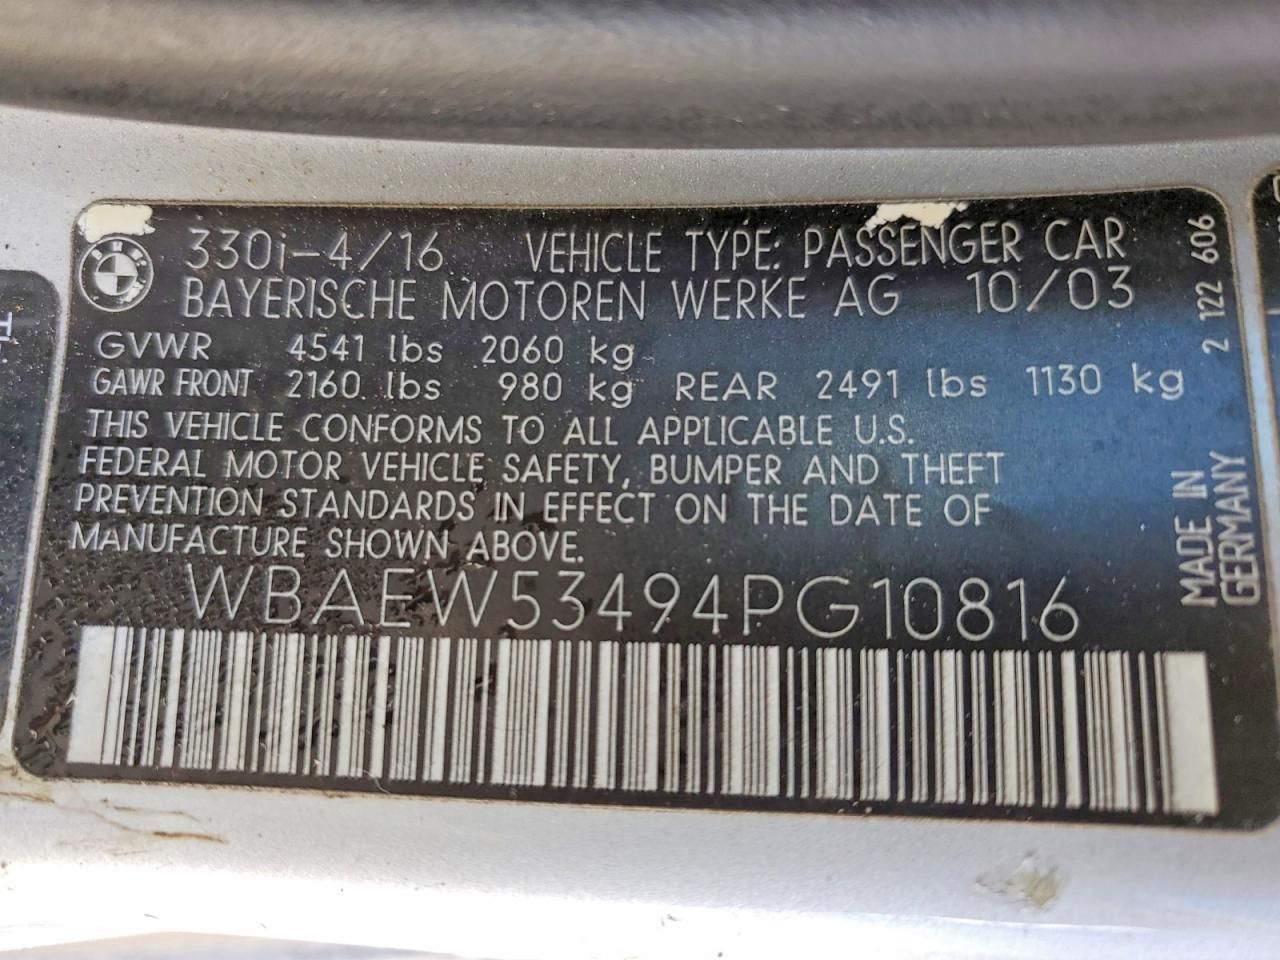 330i-4/16 VEHICLE TYPE: PASSENGER CAR
BAYERISCHE MOTOREN WERKE AG 10/03
GVWR 4541 lbs 2060 kg
GAWR FRONT 2160 lbs 980 kg REAR 2491 lbs 1130 kg
THIS VEHICLE CONFORMS TO ALL APPLICABLE U.S.
FEDERAL MOTOR VEHICLE SAFETY, BUMPER AND THEFT
PREVENTION STANDARDS IN EFFECT ON THE DATE OF
MANUFACTURE SHOWN ABOVE.
WBAEW53494PG10816
2 122 606
MADE IN
GERMANY